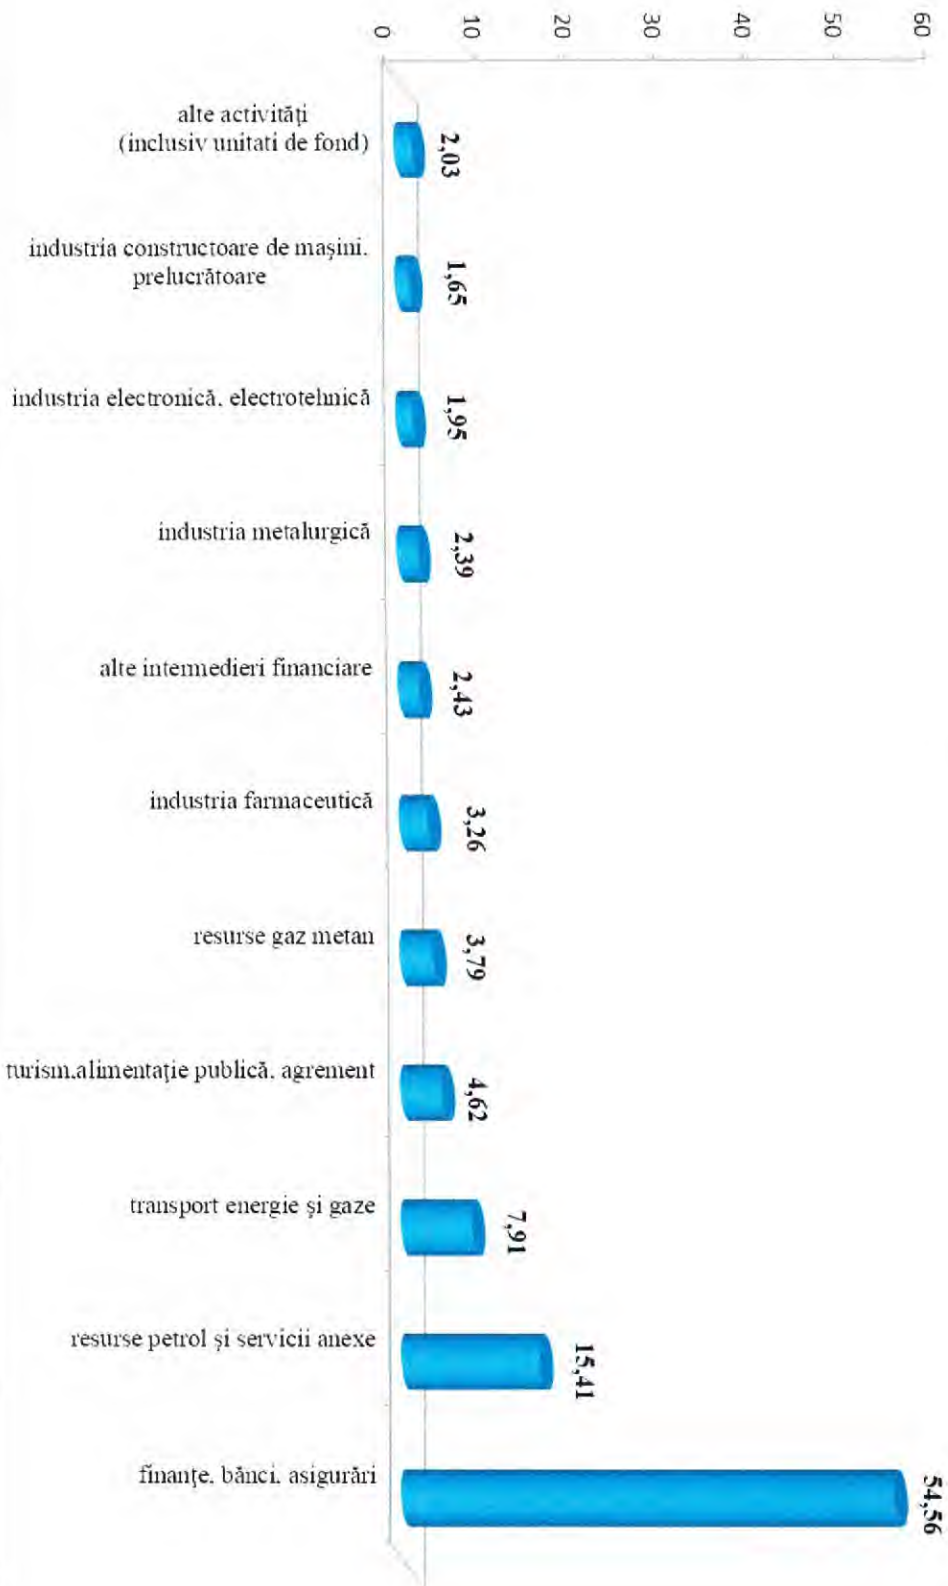 0
10
20
30
40
50
60
alte activități
(inclusiv unitati de fond)
2,03
industria constructoare de mașini.
prelucrătoare
1,65
industria electronică. electrotehnică
1,95
industria metalurgică
2,39
alte intermedieri financiare
2,43
industria farmaceutică
3,26
resurse gaz metan
3,79
turism.alimentație publică. agrement
4,62
transport energie și gaze
7,91
resurse petrol și servicii anexe
15,41
finanțe. bănci. asigurări
54,56